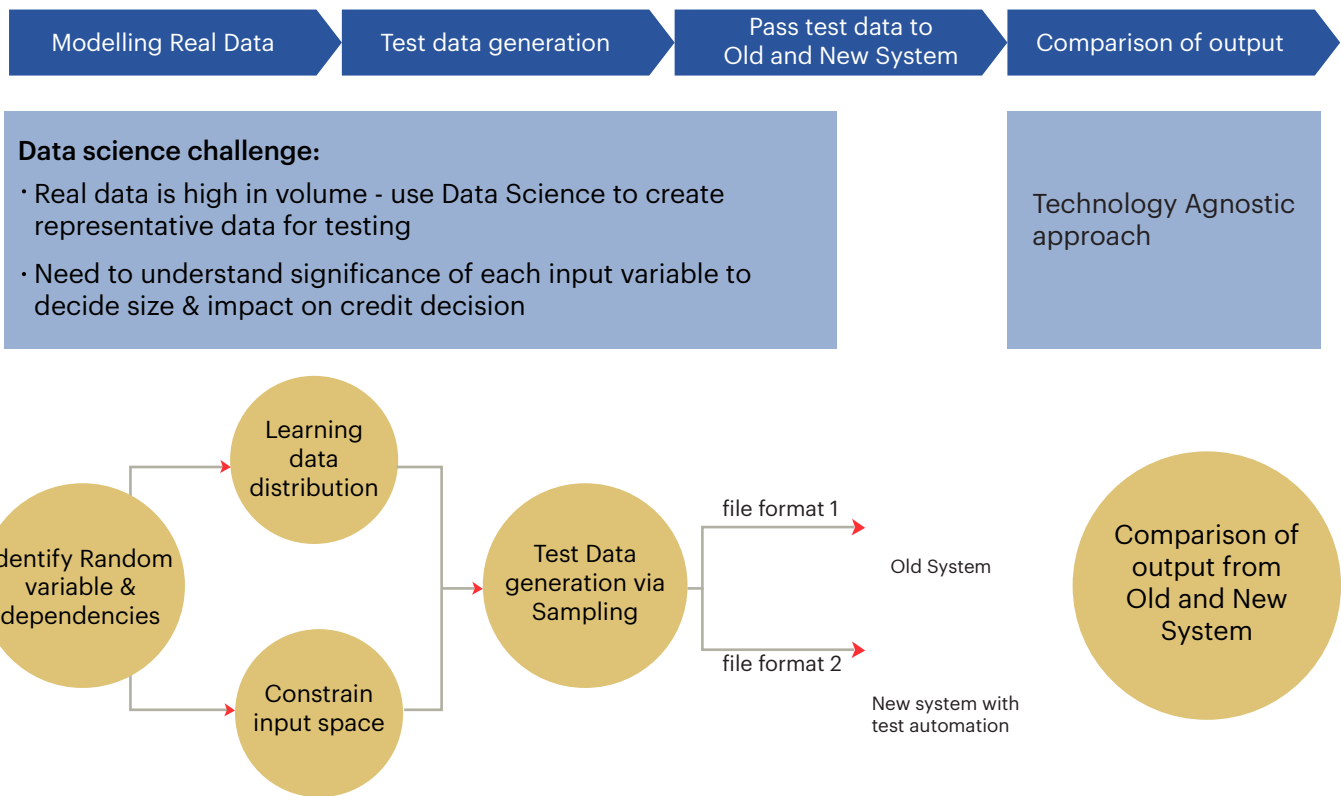 Modelling Real Data
Test data generation
Pass test data to
Old and New System
Comparison of output
Data science challenge:
· Real data is high in volume - use Data Science to create
representative data for testing
· Need to understand significance of each input variable to
decide size & impact on credit decision
Technology Agnostic
approach
dentify Random
variable &
dependencies
Learning
data
distribution
Constrain
input space
Test Data
generation via
Sampling
file format 1
file format 2
Old System
New system with
test automation
Comparison of
output from
Old and New
System